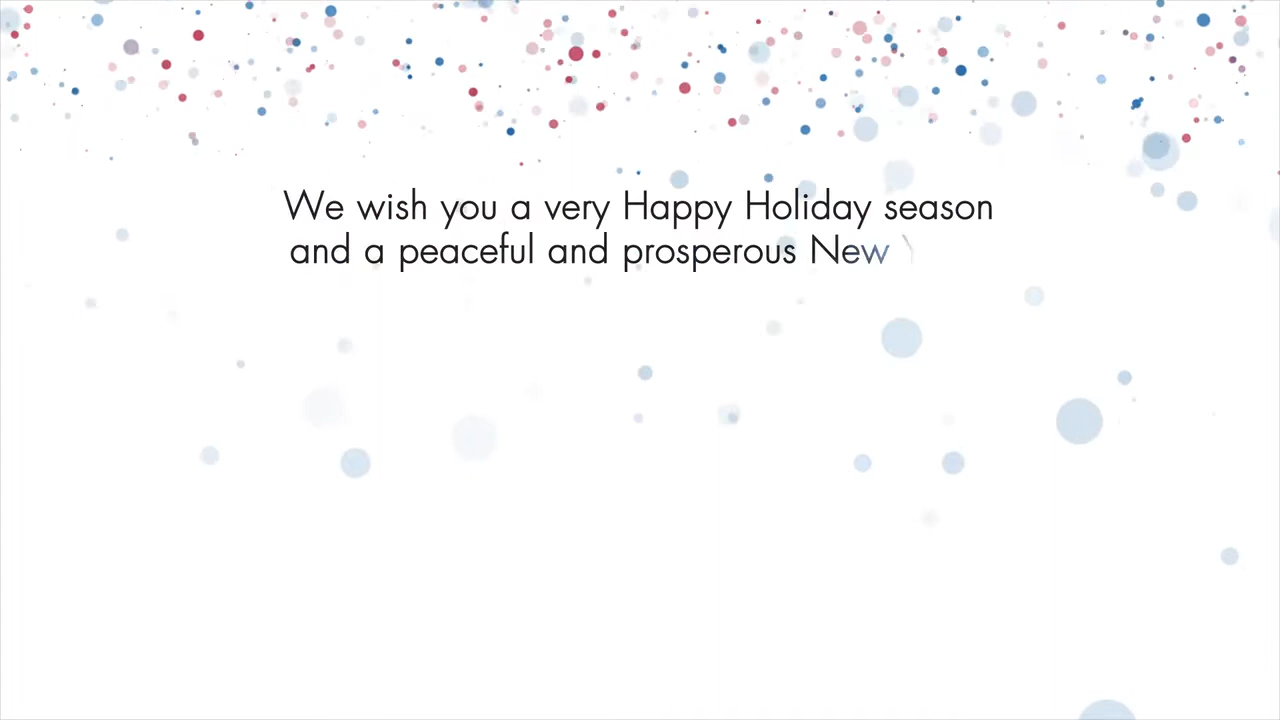 We wish you a very Happy Holiday season
and a peaceful and prosperous New